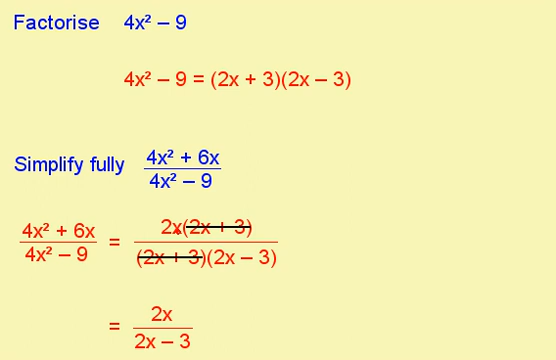 Factorise 4x² – 9
4x² – 9 = (2x + 3)(2x – 3)
Simplify fully 4x² + 6x / 4x² – 9
4x² + 6x / 4x² – 9 = 2x(2x + 3) / (2x + 3)(2x – 3)
= 2x / 2x – 3